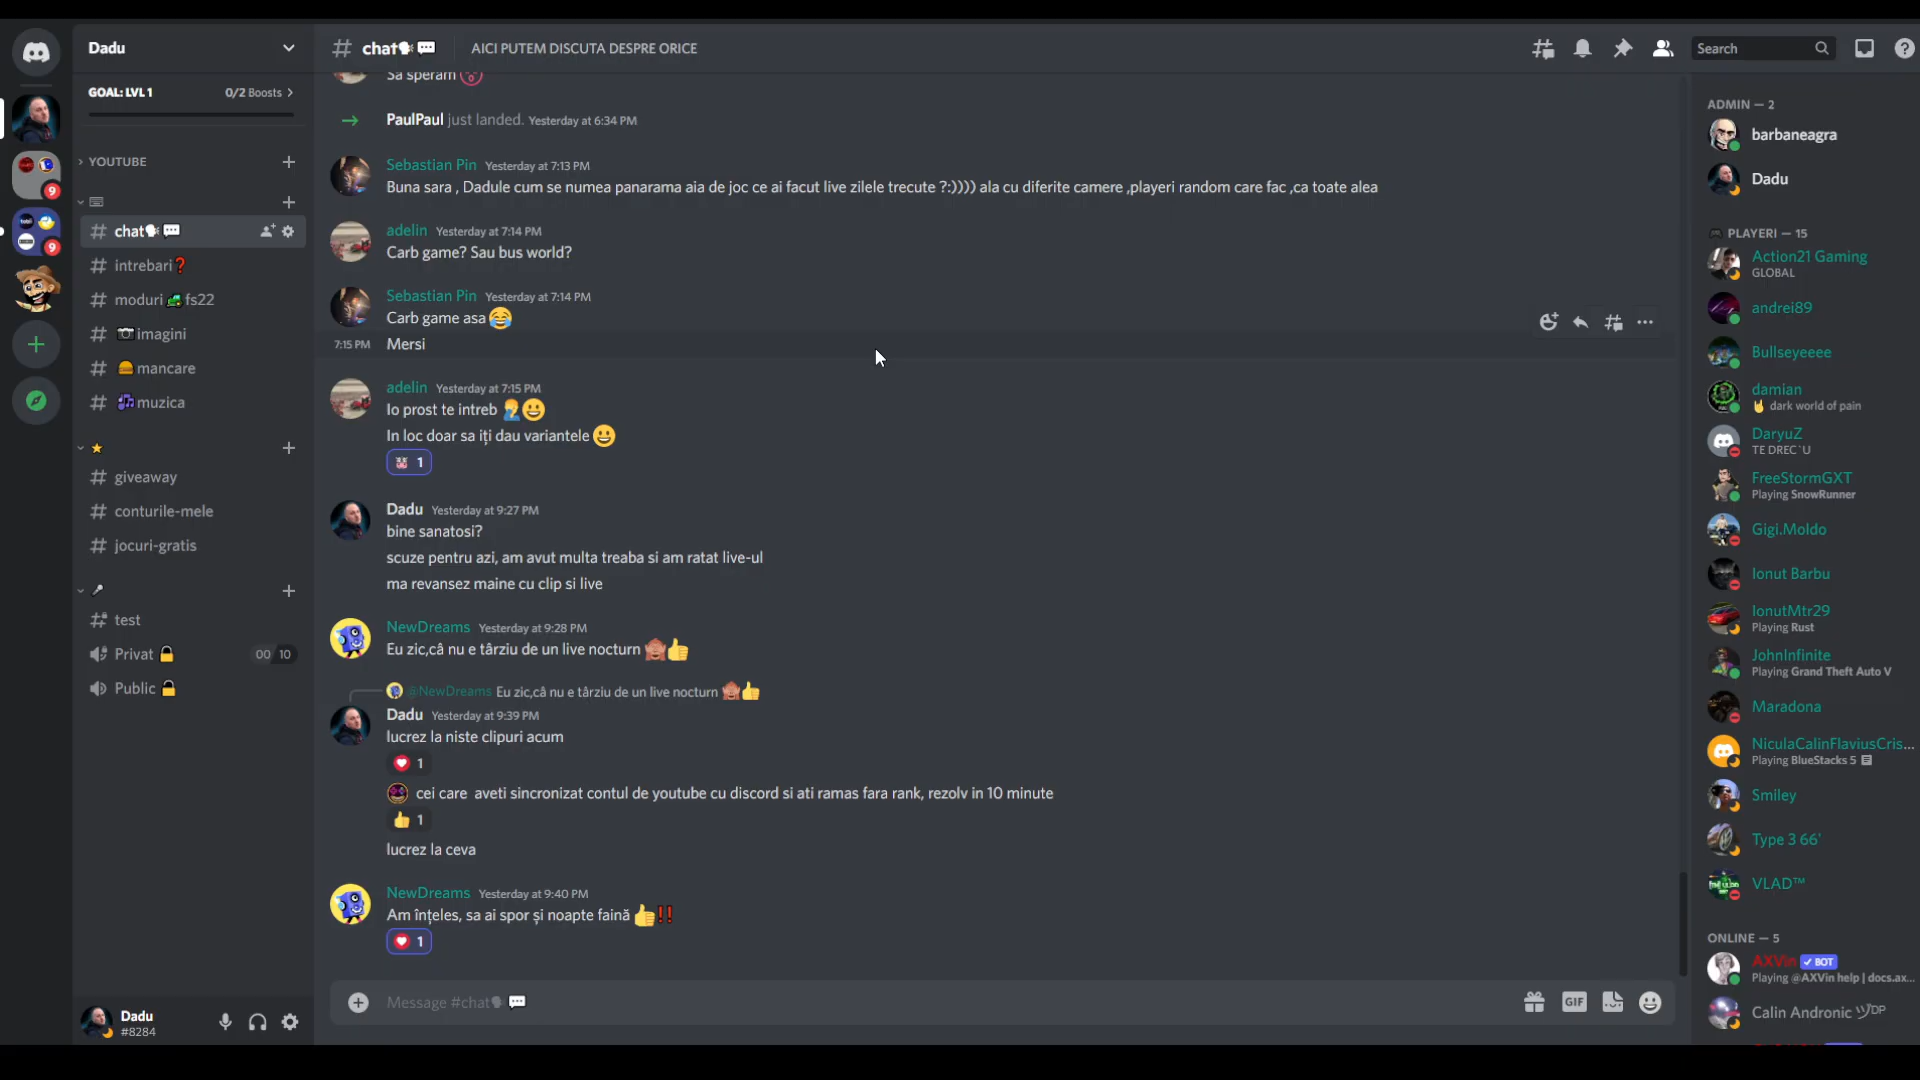 Dadu
GOAL: LVL 1 0/2 Boosts
YOUTUBE
chat
intrebari
moduri fs22
imagini
mancare
muzica
giveaway
conturile-mele
jocuri-gratis
test
Privat 00 10
Public
Dadu
#8284
chat AICI PUTEM DISCUTA DESPRE ORICE
Search
Sa speram
PaulPaul just landed. Yesterday at 6:34 PM
Sebastian Pin Yesterday at 7:13 PM
Buna sara , Dadule cum se numea panarama aia de joc ce ai facut live zilele trecute ?:)))) ala cu diferite camere ,playeri random care fac ,ca toate alea
adelin Yesterday at 7:14 PM
Carb game? Sau bus world?
Sebastian Pin Yesterday at 7:14 PM
Carb game asa
7:15 PM Mersi
adelin Yesterday at 7:15 PM
Io prost te intreb
In loc doar sa iți dau variantele
1
Dadu Yesterday at 9:27 PM
bine sanatosi?
scuze pentru azi, am avut multa treaba si am ratat live-ul
ma revansez maine cu clip si live
NewDreams Yesterday at 9:28 PM
Eu zic,câ nu e târziu de un live nocturn
@NewDreams Eu zic,câ nu e târziu de un live nocturn
Dadu Yesterday at 9:39 PM
lucrez la niste clipuri acum
1
cei care aveti sincronizat contul de youtube cu discord si ati ramas fara rank, rezolv in 10 minute
1
lucrez la ceva
NewDreams Yesterday at 9:40 PM
Am înțeles, sa ai spor și noapte faină
1
Message #chat
GIF
ADMIN — 2
barbaneagra
Dadu
PLAYERI — 15
Action21 Gaming
GLOBAL
andrei89
Bullseyeeee
damian
dark world of pain
DaryuZ
TE DREC`U
FreeStormGXT
Playing SnowRunner
Gigi.Moldo
Ionut Barbu
IonutMtr29
Playing Rust
JohnInfinite
Playing Grand Theft Auto V
Maradona
NiculaCalinFlaviusCris...
Playing BlueStacks 5
Smiley
Type 3 66'
VLAD™
ONLINE — 5
AXVin BOT
Playing @AXVin help | docs.ax...
Calin Andronic ツDP
9
9